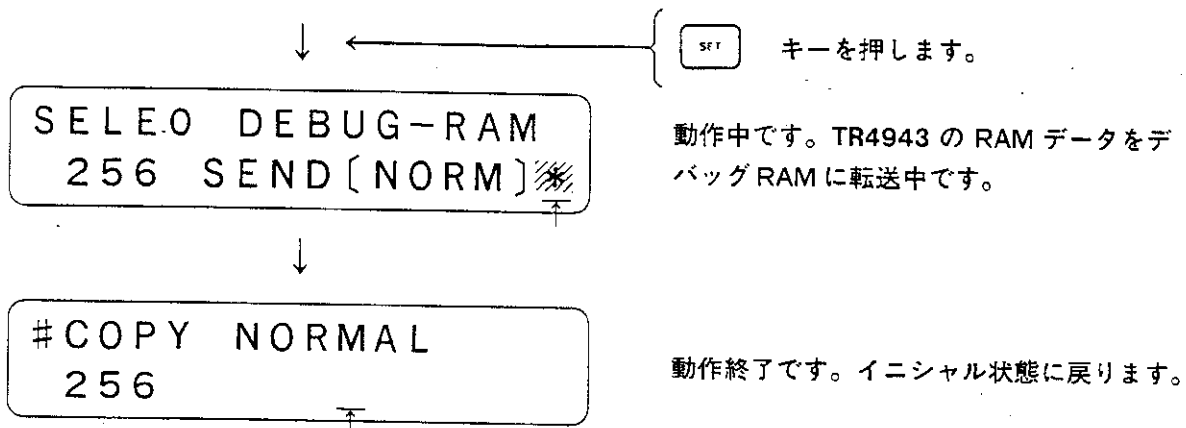 SET キーを押します。
SELE.O DEBUG−RAM
256 SEND[NORM]*
動作中です。TR4943 の RAM データをデ
バッグ RAM に転送中です。
#COPY NORMAL
256
動作終了です。イニシャル状態に戻ります。